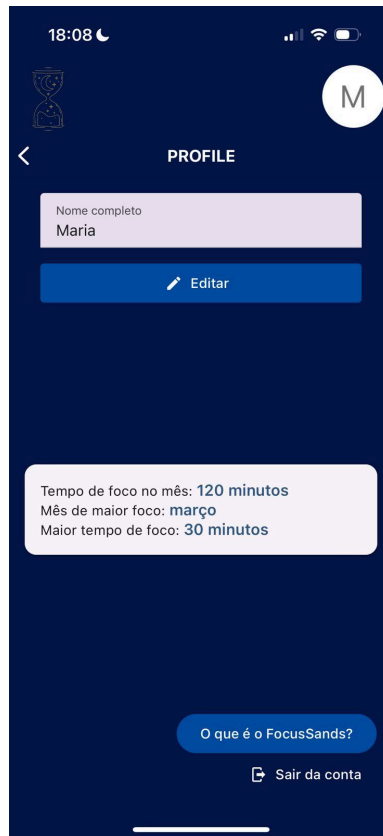 18:08
M
PROFILE
Nome completo
Maria
Editar
Tempo de foco no mês: 120 minutos
Mês de maior foco: março
Maior tempo de foco: 30 minutos
O que é o FocusSands?
Sair da conta